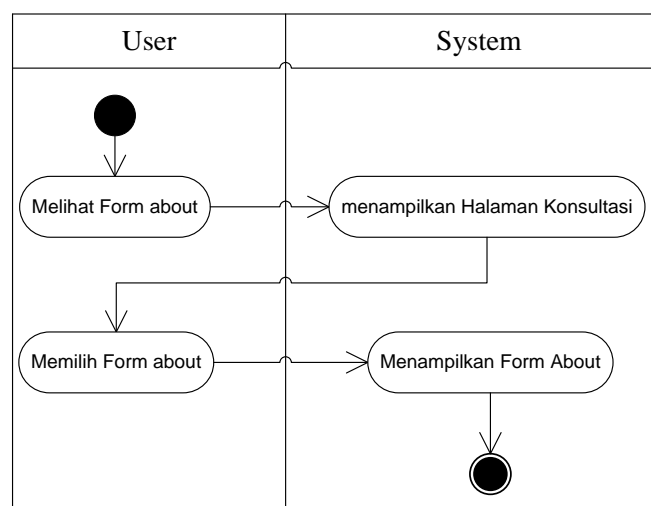 User
System
Melihat Form about
menampilkan Halaman Konsultasi
Memilih Form about
Menampilkan Form About